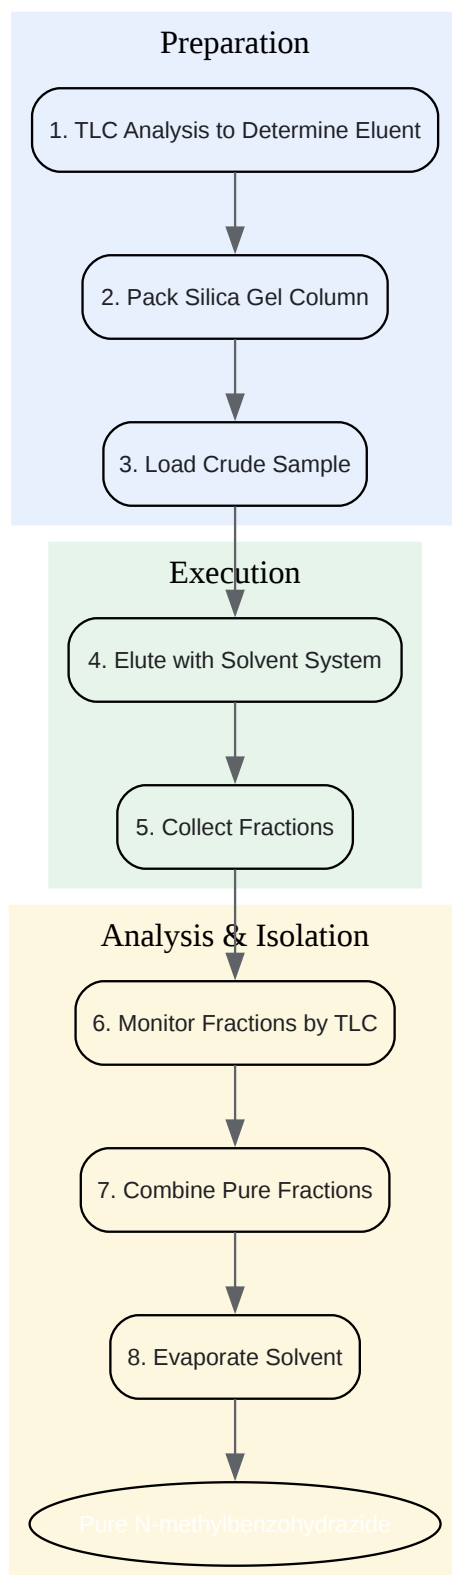 Preparation
1. TLC Analysis to Determine Eluent
2. Pack Silica Gel Column
3. Load Crude Sample
Execution
4. Elute with Solvent System
5. Collect Fractions
Analysis & Isolation
6. Monitor Fractions by TLC
7. Combine Pure Fractions
8. Evaporate Solvent
Pure N-methylbenzohydrazide